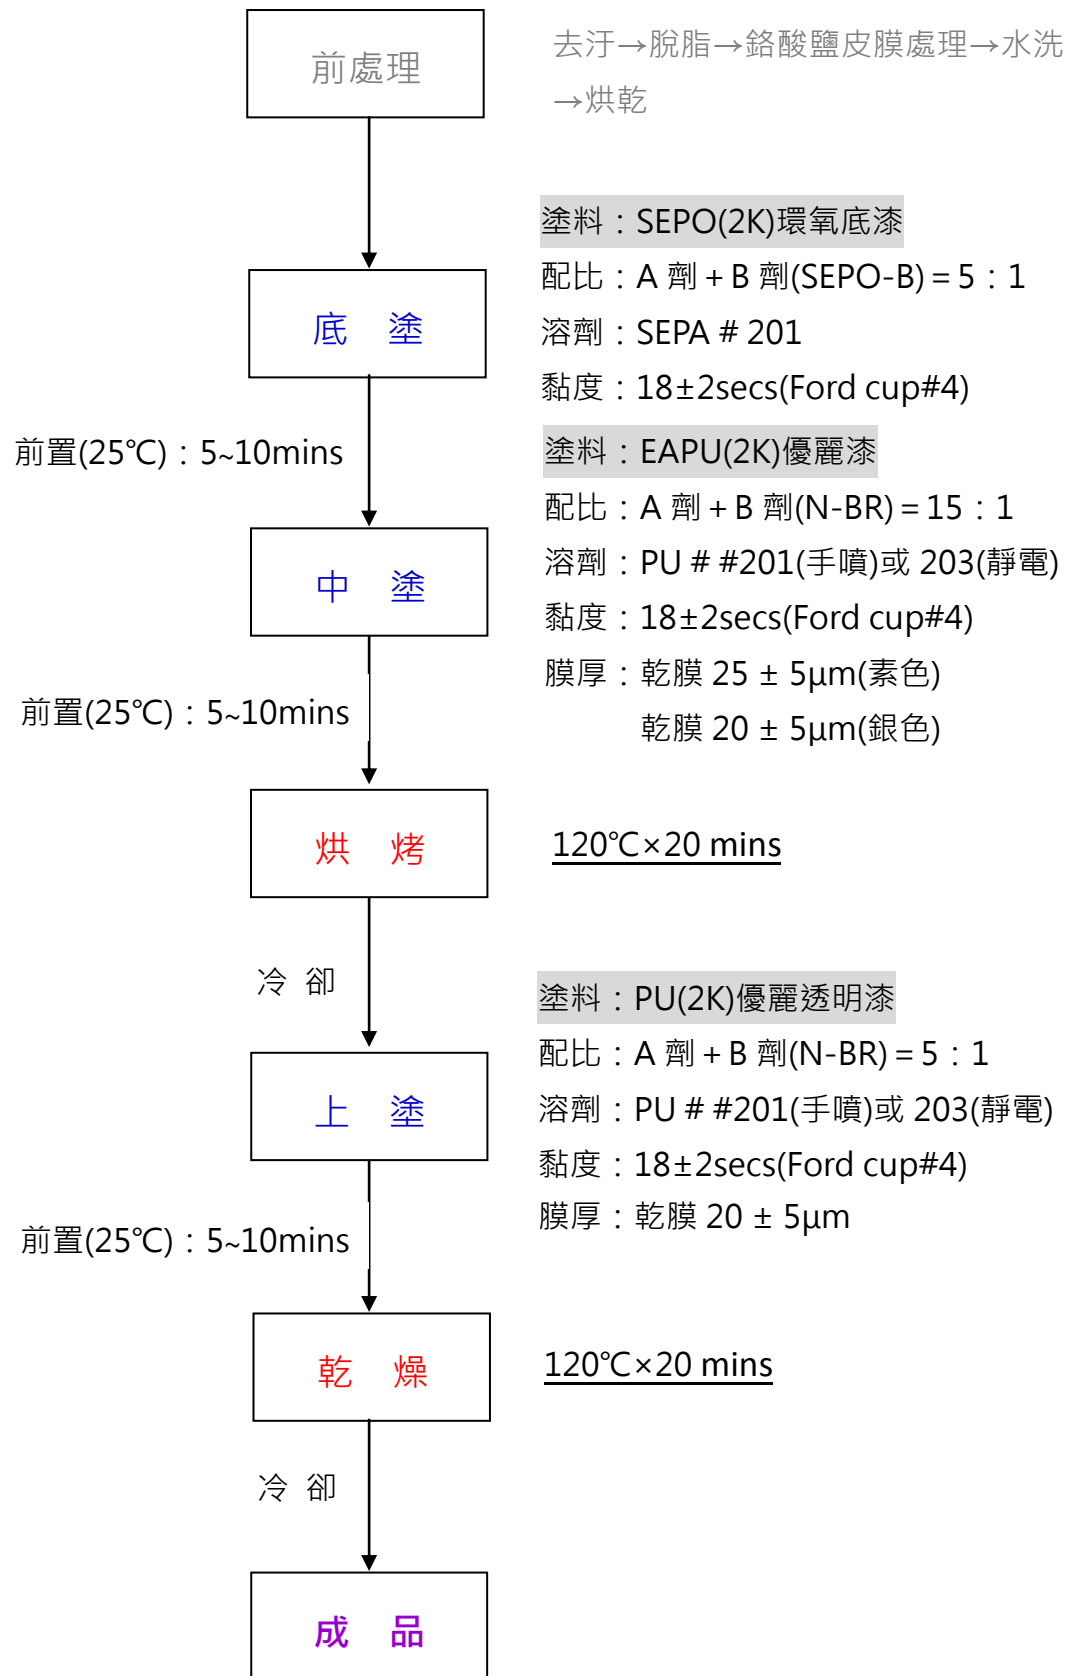 前處理
去汙→脫脂→鉻酸鹽皮膜處理→水洗
→烘乾
塗料：SEPO(2K)環氧底漆
配比：A 劑＋B 劑(SEPO-B)＝5：1
底 塗
溶劑：SEPA＃201
黏度：18±2secs(Ford cup#4)
前置(25℃)：5~10mins
塗料：EAPU(2K)優麗漆
配比：A 劑＋B 劑(N-BR)＝15：1
中 塗
溶劑：PU＃#201(手噴)或 203(靜電)
黏度：18±2secs(Ford cup#4)
膜厚：乾膜 25 ± 5μm(素色)
前置(25℃)：5~10mins
乾膜 20 ± 5μm(銀色)
烘 烤
120℃×20 mins
冷 卻
塗料：PU(2K)優麗透明漆
配比：A 劑＋B 劑(N-BR)＝5：1
上 塗
溶劑：PU＃#201(手噴)或 203(靜電)
黏度：18±2secs(Ford cup#4)
膜厚：乾膜 20 ± 5μm
前置(25℃)：5~10mins
乾 燥
120℃×20 mins
冷 卻
成 品